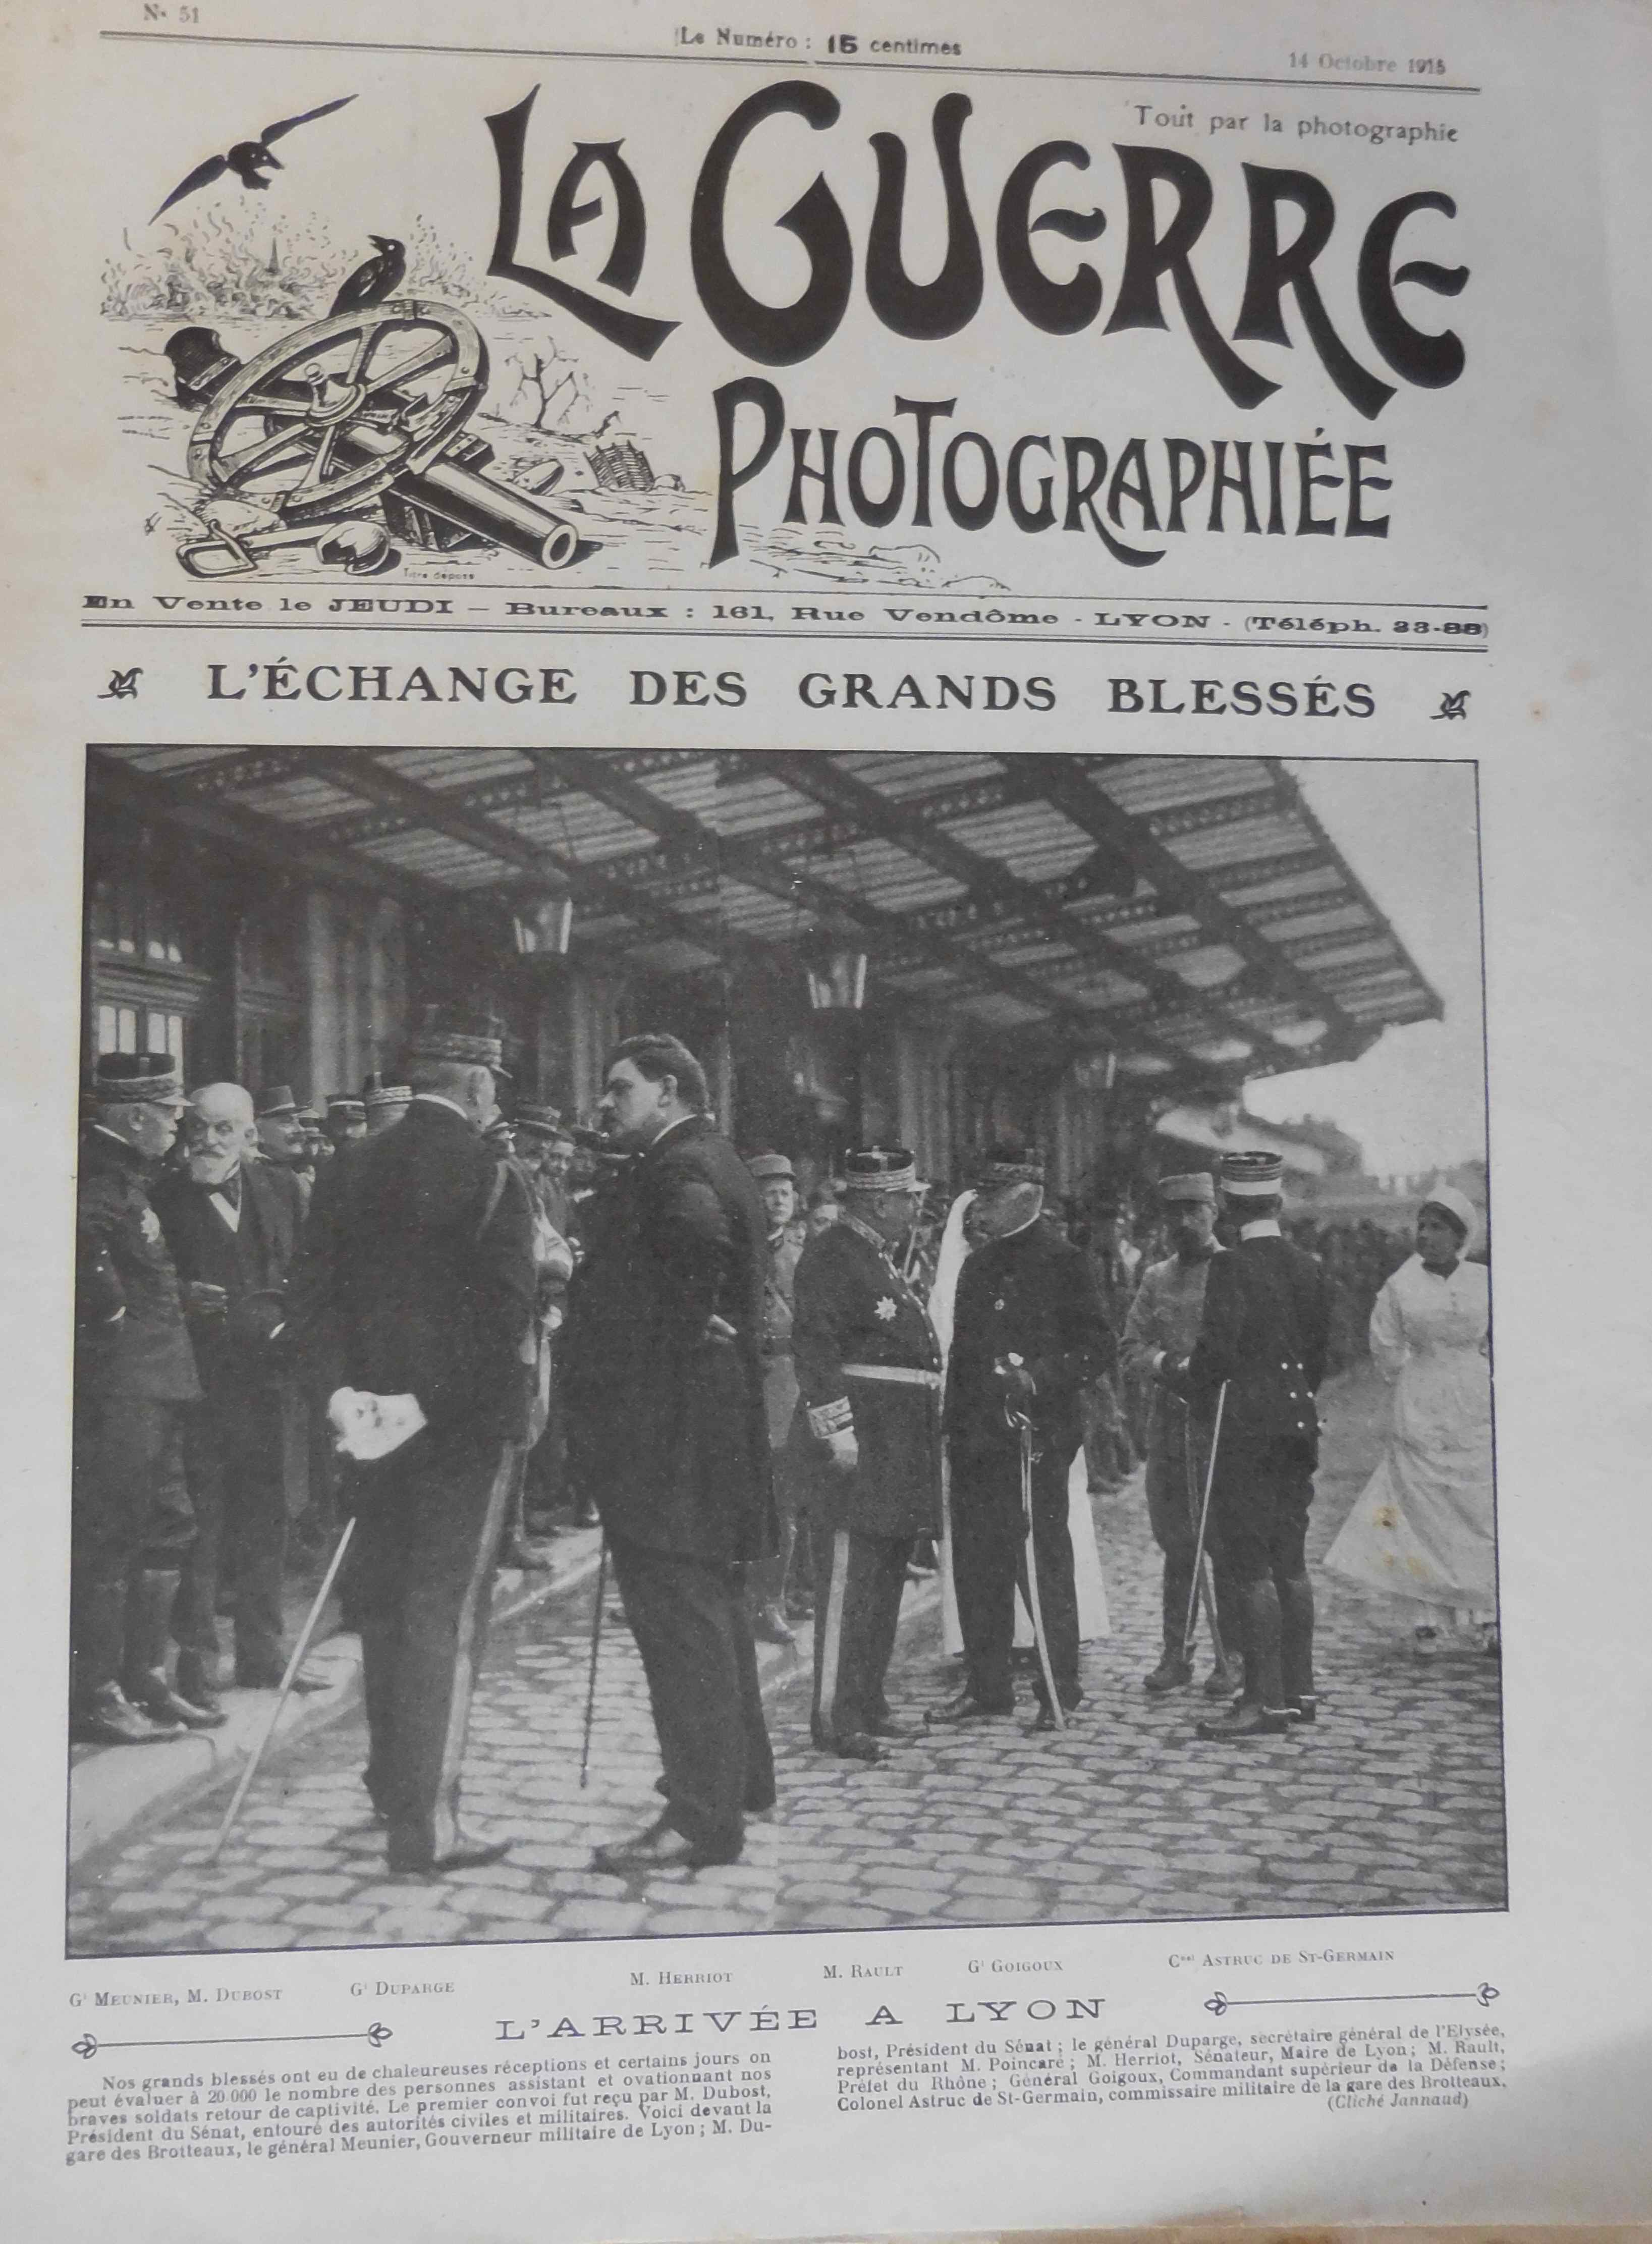 N° 51
Le Numéro : 15 centimes
14 Octobre 1915
Tout par la photographie
LA GUERRE
PHOTOGRAPHIÉE
Titre déposé
En Vente le JEUDI – Bureaux : 161, Rue Vendôme - LYON - (Téléph. 33-88)
L'ÉCHANGE DES GRANDS BLESSÉS
Gl MEUNIER, M. DUBOST
Gl DUPARGE
M. HERRIOT
M. RAULT
Gl GOIGOUX
Cnel ASTRUC DE ST-GERMAIN
L'ARRIVÉE A LYON
Nos grands blessés ont eu de chaleureuses réceptions et certains jours on
peut évaluer à 20 000 le nombre des personnes assistant et ovationnant nos
braves soldats retour de captivité. Le premier convoi fut reçu par M. Dubost,
Président du Sénat, entouré des autorités civiles et militaires. Voici devant la
gare des Brotteaux, le général Meunier, Gouverneur militaire de Lyon ; M. Du-
bost, Président du Sénat ; le général Duparge, secrétaire général de l'Elysée,
représentant M. Poincaré ; M. Herriot, Sénateur, Maire de Lyon ; M. Rault,
Préfet du Rhône ; Général Goigoux, Commandant supérieur de la Défense ;
Colonel Astruc de St-Germain, commissaire militaire de la gare des Brotteaux.
(Cliché Jannaud)